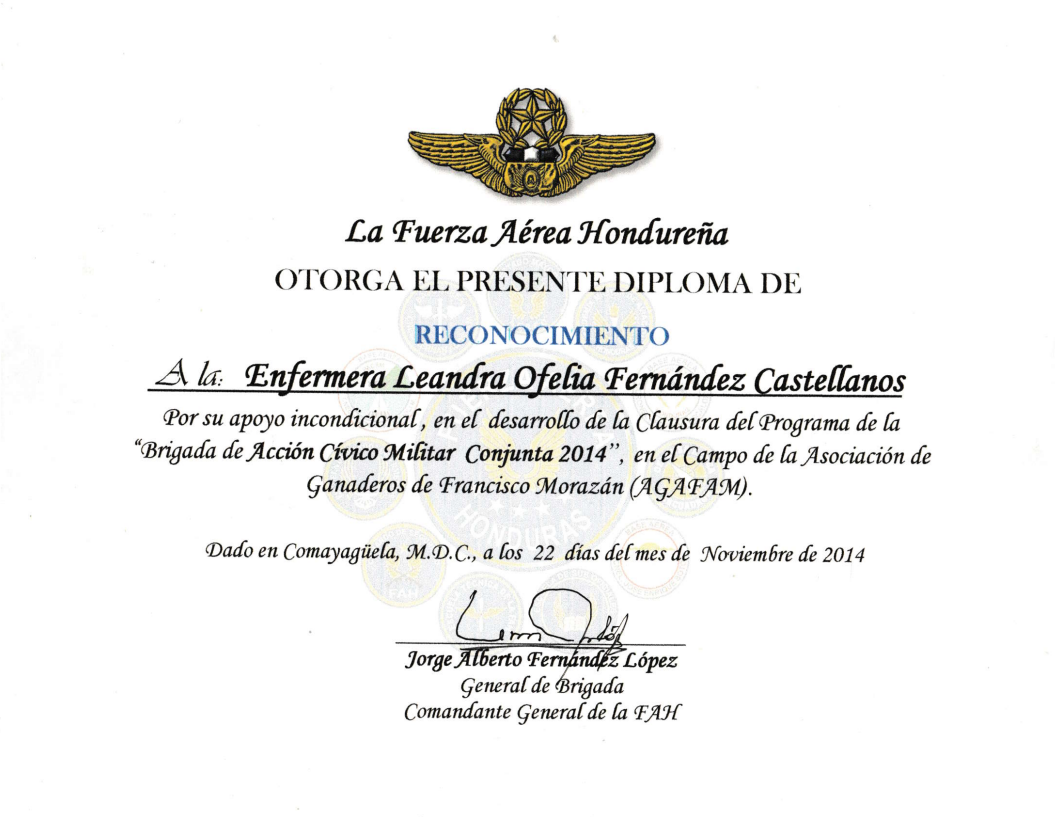 La Fuerza Aérea Hondureña
OTORGA EL PRESENTE DIPLOMA DE
RECONOCIMIENTO
A la: Enfermera Leandra Ofelia Fernández Castellanos
Por su apoyo incondicional, en el desarrollo de la Clausura del Programa de la
“Brigada de Acción Cívico Militar Conjunta 2014”, en el Campo de la Asociación de
Ganaderos de Francisco Morazán (AGAFAM).
HONDURAS
Dado en Comayagüela, M.D.C., a los 22 días del mes de Noviembre de 2014
FAH
Jorge Alberto Fernández López
General de Brigada
Comandante General de la FAH